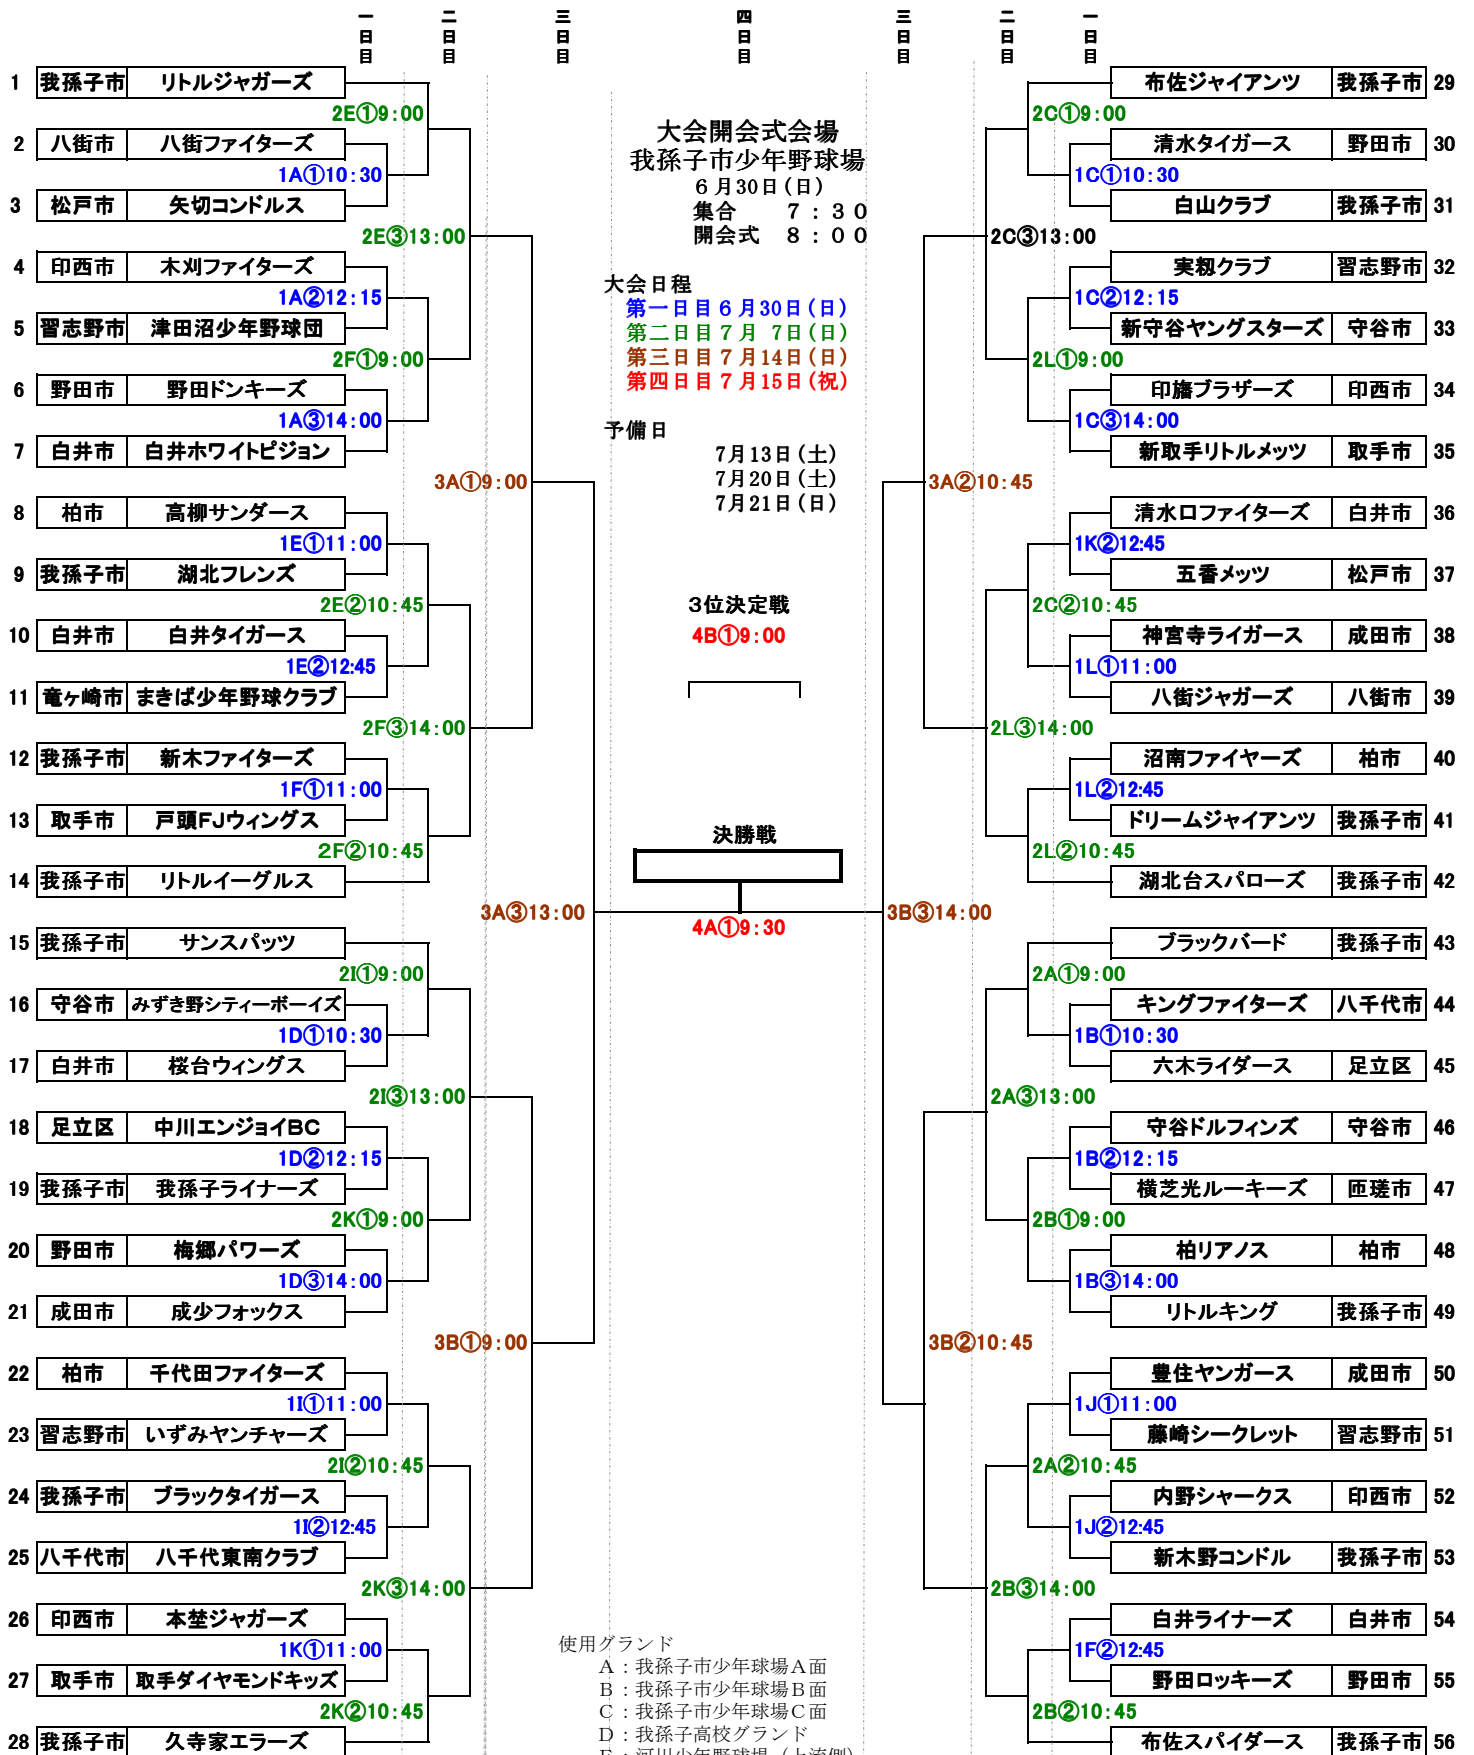 一日目 二日目 三日目 四日目 三日目 二日目 一日目
1 我孫子市 リトルジャガーズ
2E①9:00
2 八街市 八街ファイターズ
1A①10:30
3 松戸市 矢切コンドルス
2E③13:00
4 印西市 木刈ファイターズ
1A②12:15
5 習志野市 津田沼少年野球団
2F①9:00
6 野田市 野田ドンキーズ
1A③14:00
7 白井市 白井ホワイトピジョン
3A①9:00
8 柏市 高柳サンダース
1E①11:00
9 我孫子市 湖北フレンズ
2E②10:45
10 白井市 白井タイガース
1E②12:45
11 竜ヶ崎市 まきば少年野球クラブ
2F③14:00
12 我孫子市 新木ファイターズ
1F①11:00
13 取手市 戸頭FJウィングス
2F②10:45
14 我孫子市 リトルイーグルス
3A③13:00
15 我孫子市 サンスパッツ
2I①9:00
16 守谷市 みずき野シティーボーイズ
1D①10:30
17 白井市 桜台ウィングス
2I③13:00
18 足立区 中川エンジョイBC
1D②12:15
19 我孫子市 我孫子ライナーズ
2K①9:00
20 野田市 梅郷パワーズ
1D③14:00
21 成田市 成少フォックス
3B①9:00
22 柏市 千代田ファイターズ
1I①11:00
23 習志野市 いずみヤンチャーズ
2I②10:45
24 我孫子市 ブラックタイガース
1I②12:45
25 八千代市 八千代東南クラブ
2K③14:00
26 印西市 本埜ジャガーズ
1K①11:00
27 取手市 取手ダイヤモンドキッズ
2K②10:45
28 我孫子市 久寺家エラーズ
大会開会式会場
我孫子市少年野球場
6月30日(日)
集合 7:30
開会式 8:00
大会日程
第一日目6月30日(日)
第二日目7月 7日(日)
第三日目7月14日(日)
第四日目7月15日(祝)
予備日
7月13日(土)
7月20日(土)
7月21日(日)
3位決定戦
4B①9:00
決勝戦
4A①9:30
使用グランド
A:我孫子市少年球場A面
B:我孫子市少年球場B面
C:我孫子市少年球場C面
D:我孫子高校グランド
E:河川少年野球場(上流側)
布佐ジャイアンツ 我孫子市 29
2C①9:00
清水タイガース 野田市 30
1C①10:30
白山クラブ 我孫子市 31
2C③13:00
実籾クラブ 習志野市 32
1C②12:15
新守谷ヤングスターズ 守谷市 33
2L①9:00
印旛ブラザーズ 印西市 34
1C③14:00
新取手リトルメッツ 取手市 35
3A②10:45
清水口ファイターズ 白井市 36
1K②12:45
五香メッツ 松戸市 37
2C②10:45
神宮寺ライガース 成田市 38
1L①11:00
八街ジャガーズ 八街市 39
2L③14:00
沼南ファイヤーズ 柏市 40
1L②12:45
ドリームジャイアンツ 我孫子市 41
2L②10:45
湖北台スパローズ 我孫子市 42
3B③14:00
ブラックバード 我孫子市 43
2A①9:00
キングファイターズ 八千代市 44
1B①10:30
六木ライダース 足立区 45
2A③13:00
守谷ドルフィンズ 守谷市 46
1B②12:15
横芝光ルーキーズ 匝瑳市 47
2B①9:00
柏リアノス 柏市 48
1B③14:00
リトルキング 我孫子市 49
3B②10:45
豊住ヤンガース 成田市 50
1J①11:00
藤崎シークレット 習志野市 51
2A②10:45
内野シャークス 印西市 52
1J②12:45
新木野コンドル 我孫子市 53
2B③14:00
白井ライナーズ 白井市 54
1F②12:45
野田ロッキーズ 野田市 55
2B②10:45
布佐スパイダース 我孫子市 56